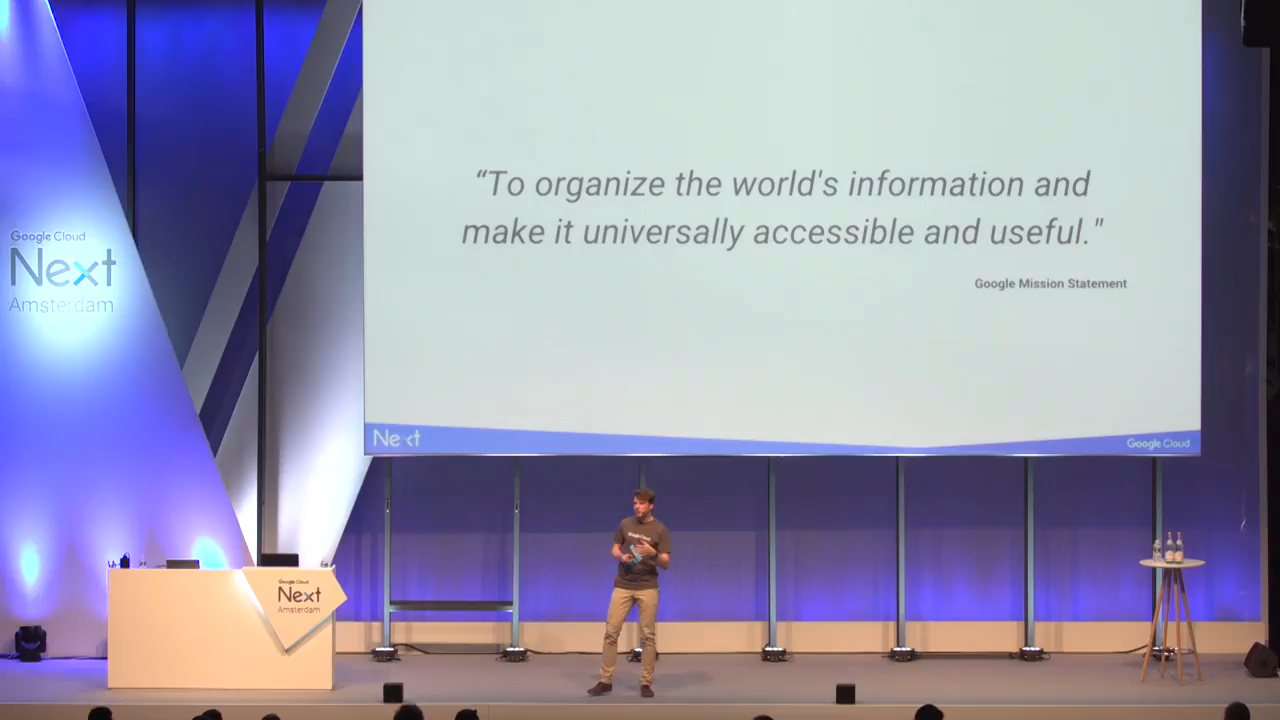 “To organize the world's information and
make it universally accessible and useful."
Google Mission Statement
Next
Google Cloud
Google Cloud
Next
Amsterdam
Google Cloud
Next
Amsterdam